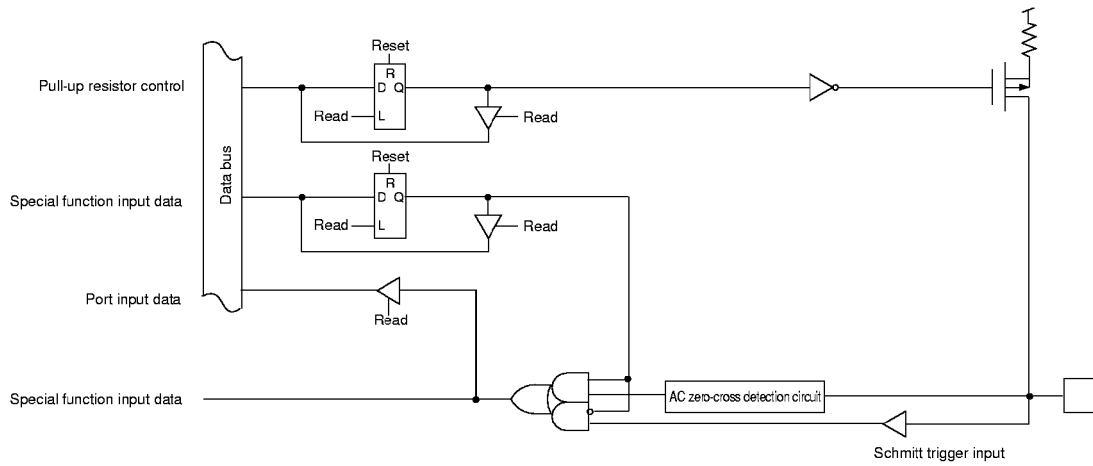 Reset
Pull-up resistor control
R
D Q
Read
L
Read
Data bus
Reset
R
D Q
Special function input data
Read
L
Read
Port input data
Read
Special function input data
AC zero-cross detection circuit
Schmitt trigger input